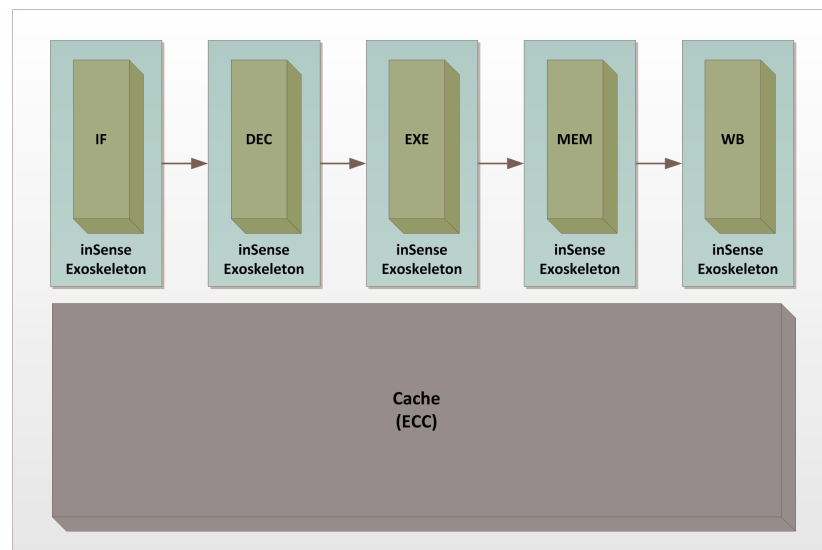 IF
DEC
EXE
MEM
WB
inSense
Exoskeleton
inSense
Exoskeleton
inSense
Exoskeleton
inSense
Exoskeleton
inSense
Exoskeleton
Cache
(ECC)